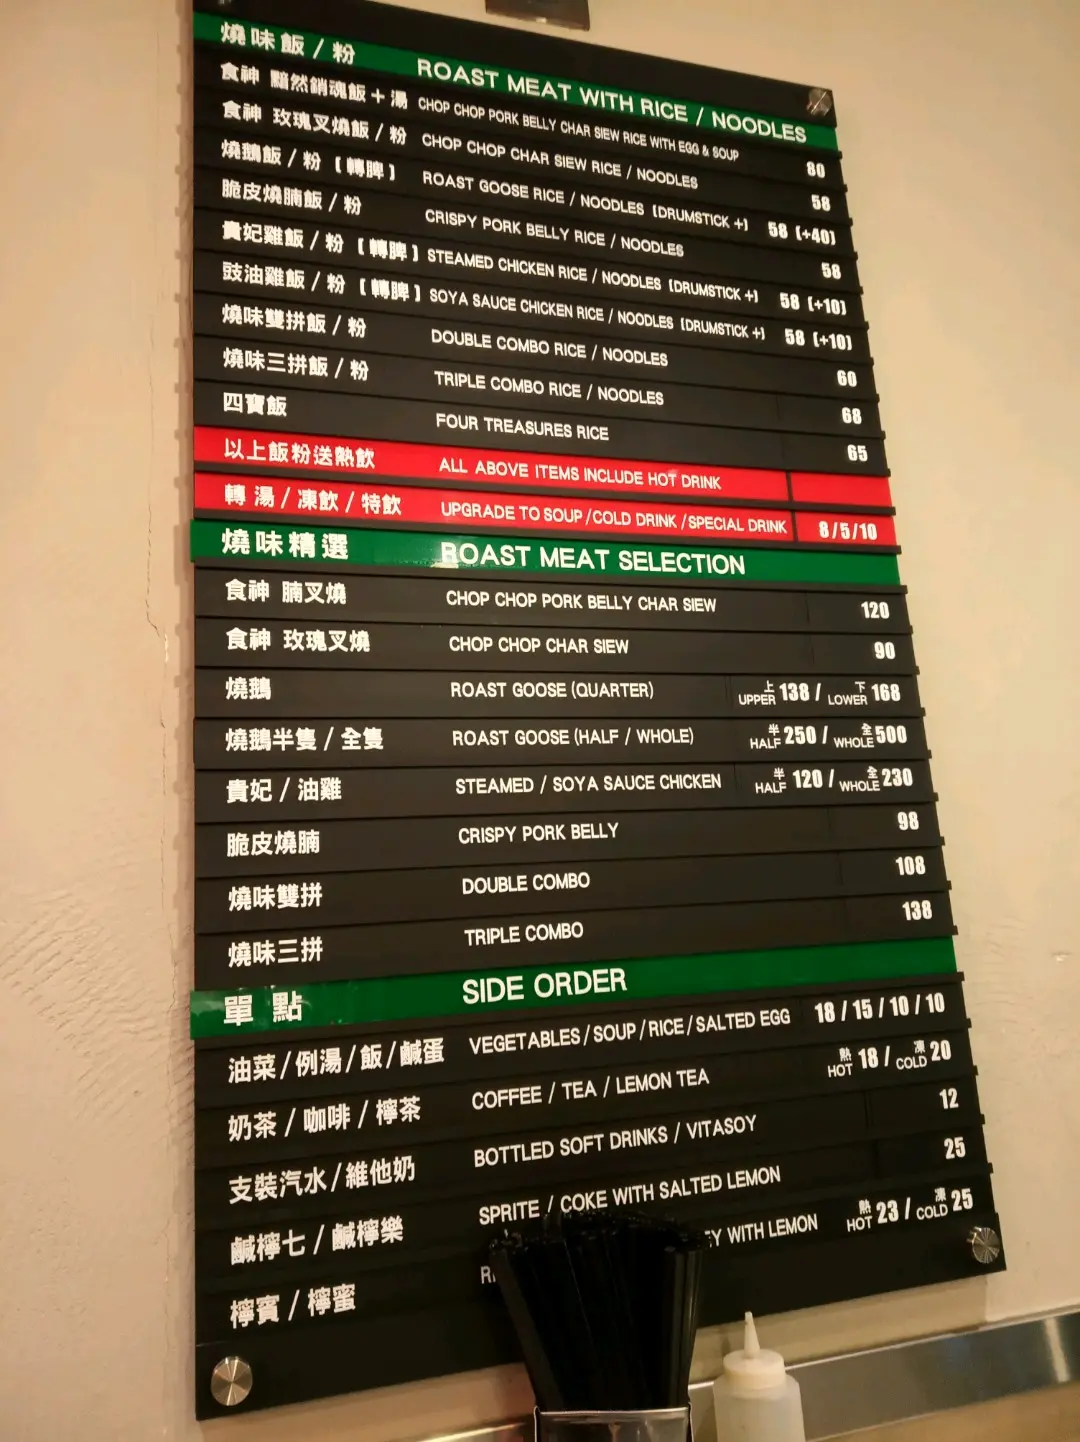 燒味飯 / 粉 ROAST MEAT WITH RICE / NOODLES
食神 黯然銷魂飯 + 湯 CHOP CHOP PORK BELLY CHAR SIEW RICE WITH EGG & SOUP 80
食神 玫瑰叉燒飯 / 粉 CHOP CHOP CHAR SIEW RICE / NOODLES 58
燒鵝飯 / 粉 [ 轉脾 ] ROAST GOOSE RICE / NOODLES [DRUMSTICK +] 58 (+40)
脆皮燒腩飯 / 粉 CRISPY PORK BELLY RICE / NOODLES 58
貴妃雞飯 / 粉 [ 轉脾 ] STEAMED CHICKEN RICE / NOODLES [DRUMSTICK +] 58 (+10)
豉油雞飯 / 粉 [ 轉脾 ] SOYA SAUCE CHICKEN RICE / NOODLES [DRUMSTICK +] 58 (+10)
燒味雙拼飯 / 粉 DOUBLE COMBO RICE / NOODLES 60
燒味三拼飯 / 粉 TRIPLE COMBO RICE / NOODLES 68
四寶飯 FOUR TREASURES RICE 65
以上飯粉送熱飲 ALL ABOVE ITEMS INCLUDE HOT DRINK
轉 湯 / 凍飲 / 特飲 UPGRADE TO SOUP / COLD DRINK / SPECIAL DRINK 8 / 5 / 10
燒味精選 ROAST MEAT SELECTION
食神 腩叉燒 CHOP CHOP PORK BELLY CHAR SIEW 120
食神 玫瑰叉燒 CHOP CHOP CHAR SIEW 90
燒鵝 ROAST GOOSE (QUARTER) 上 UPPER 138 / 下 LOWER 168
燒鵝半隻 / 全隻 ROAST GOOSE (HALF / WHOLE) 半 HALF 250 / 全 WHOLE 500
貴妃 / 油雞 STEAMED / SOYA SAUCE CHICKEN 半 HALF 120 / 全 WHOLE 230
脆皮燒腩 CRISPY PORK BELLY 98
燒味雙拼 DOUBLE COMBO 108
燒味三拼 TRIPLE COMBO 138
單點 SIDE ORDER
油菜 / 例湯 / 飯 / 鹹蛋 VEGETABLES / SOUP / RICE / SALTED EGG 18 / 15 / 10 / 10
奶茶 / 咖啡 / 檸茶 COFFEE / TEA / LEMON TEA 熱 HOT 18 / 凍 COLD 20
支裝汽水 / 維他奶 BOTTLED SOFT DRINKS / VITASOY 12
鹹檸七 / 鹹檸樂 SPRITE / COKE WITH SALTED LEMON 25
檸賓 / 檸蜜 WITH LEMON 熱 HOT 23 / 凍 COLD 25